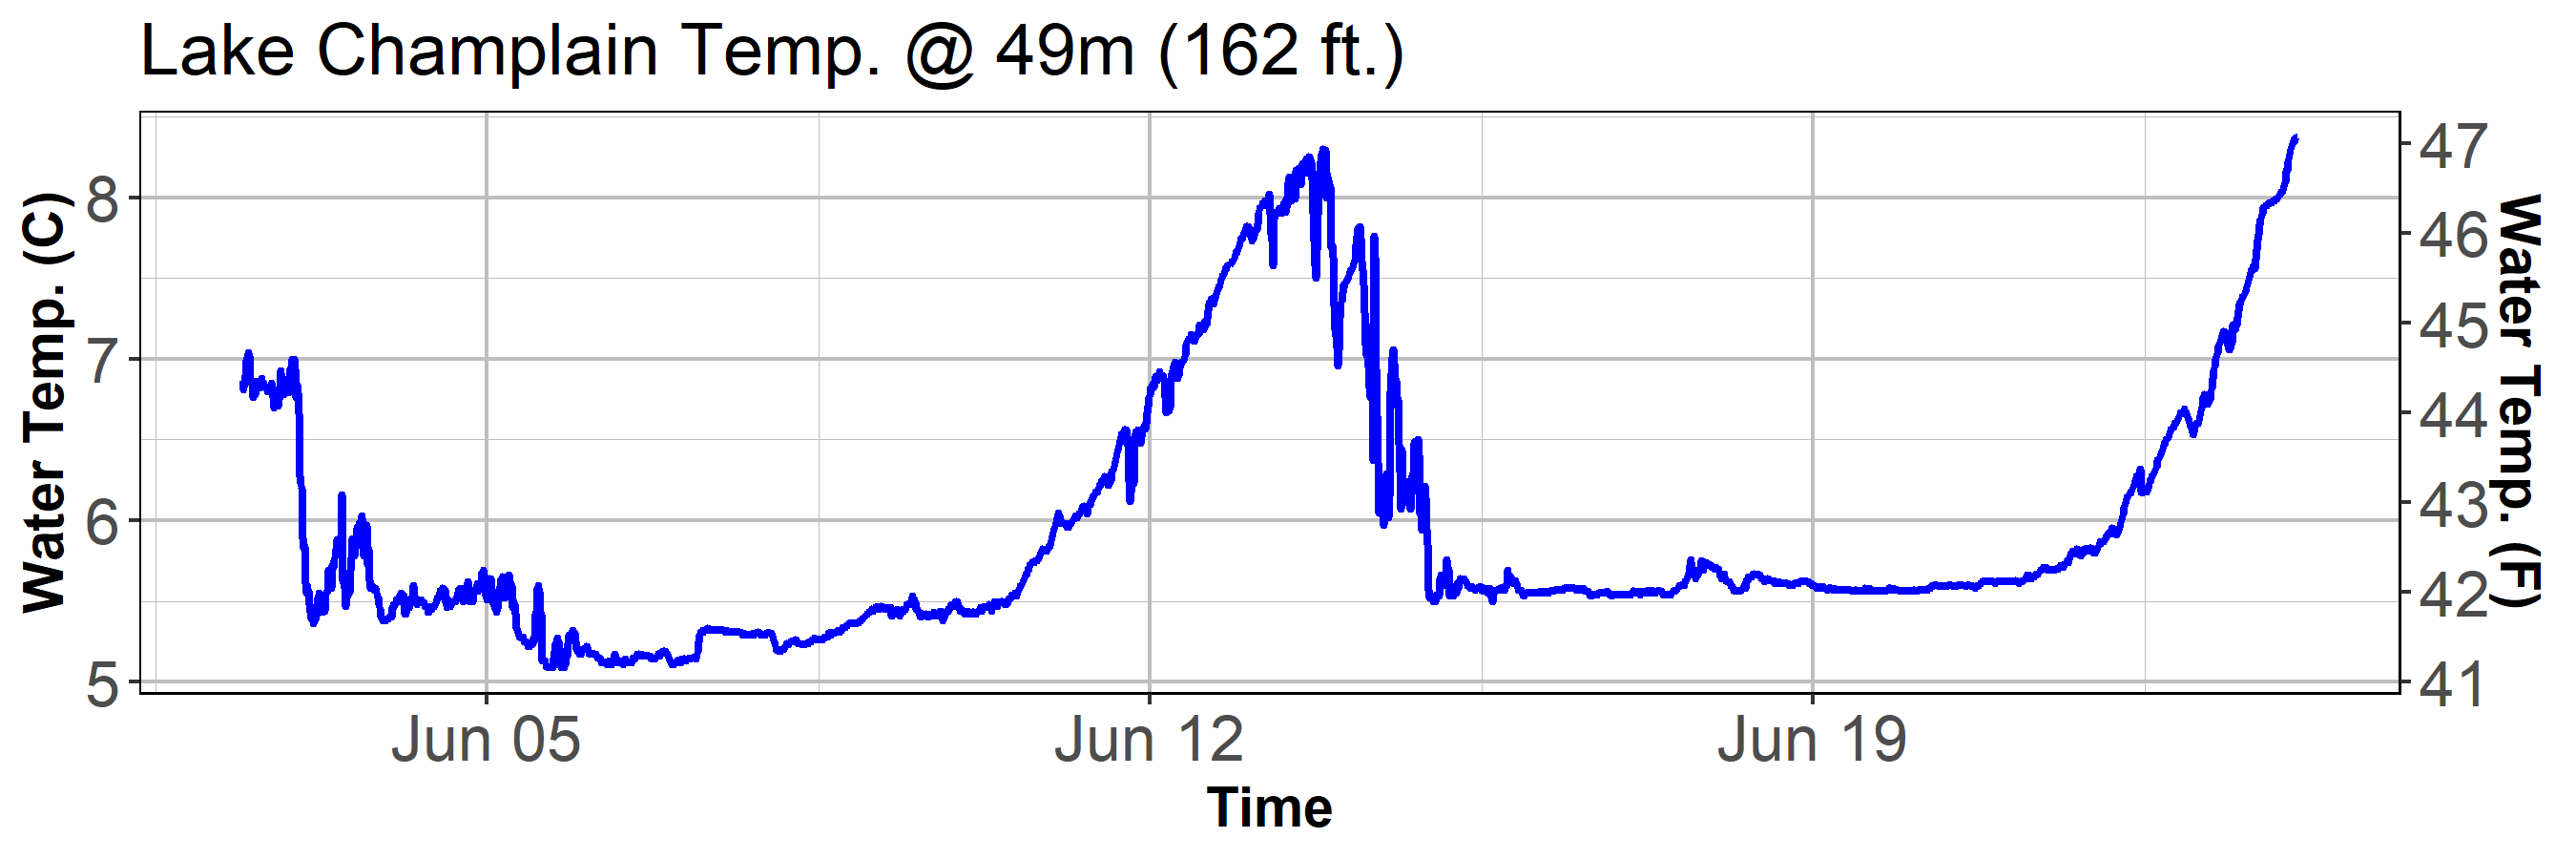 Lake Champlain Temp. @ 49m (162 ft.)
Water Temp. (C)
8
7
6
5
47
46
45
44
43
42
41
Water Temp. (F)
Jun 05
Jun 12
Jun 19
Time